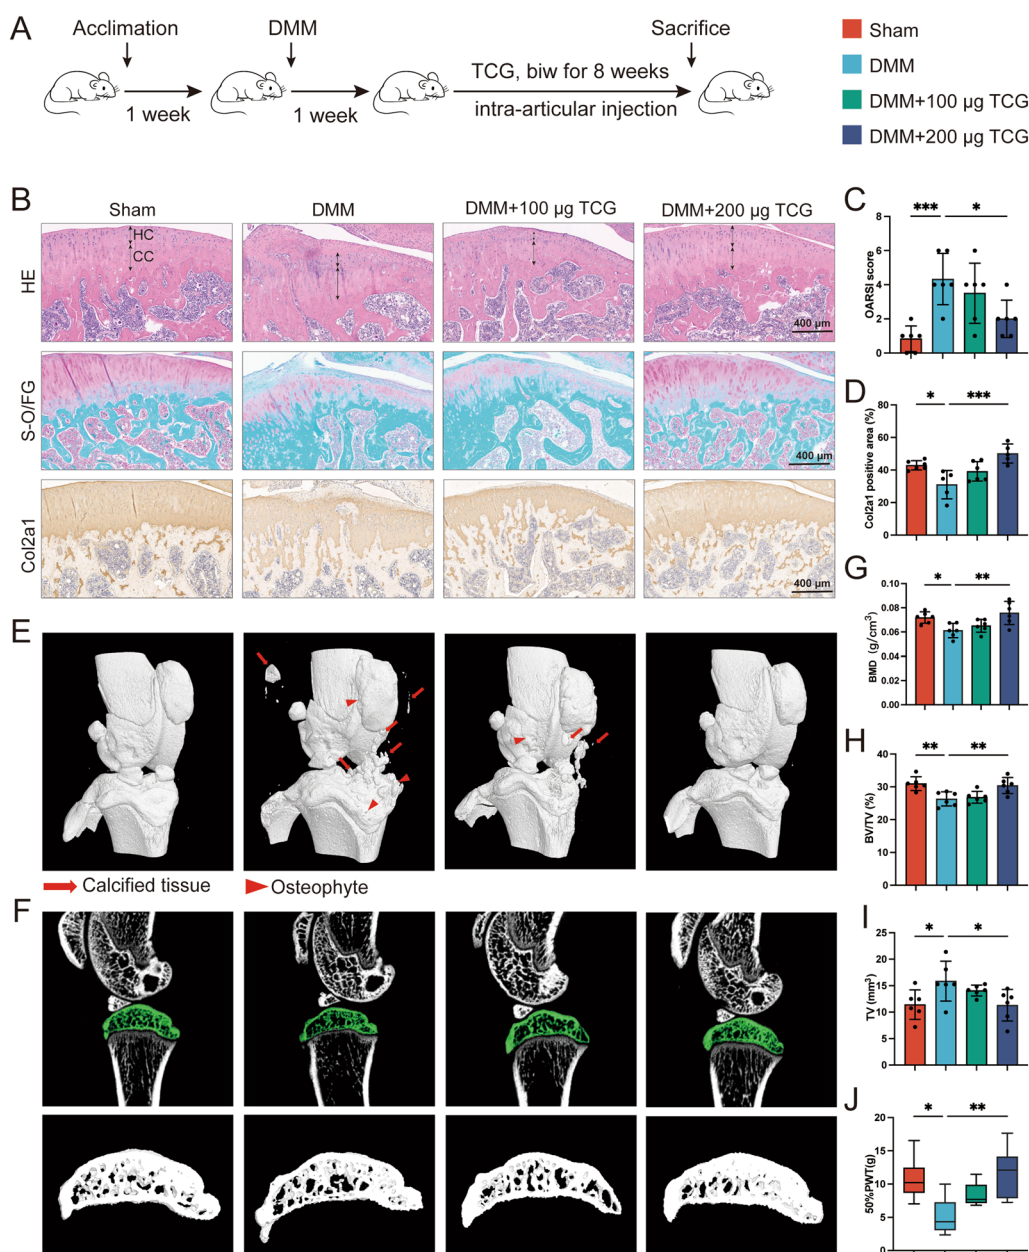 A
Acclimation
DMM
Sacrifice
TCG, biw for 8 weeks
1 week
1 week
intra-articular injection
Sham
DMM
DMM+100 µg TCG
DMM+200 µg TCG
B
Sham
DMM
DMM+100 µg TCG
DMM+200 µg TCG
HE
HC
CC
400 µm
S-O/FG
400 µm
Col2a1
400 µm
C
***
*
OARSI score
8
6
4
2
0
D
*
***
Col2a1 positive area (%)
80
60
40
20
0
G
*
**
BMD (g/cm³)
0.10
0.08
0.06
0.04
0.02
0.00
E
Calcified tissue
Osteophyte
H
**
**
BV/TV (%)
40
30
20
10
0
F
I
*
*
TV (mm³)
25
20
15
10
5
0
J
*
**
50%PWT(g)
20
15
10
5
0